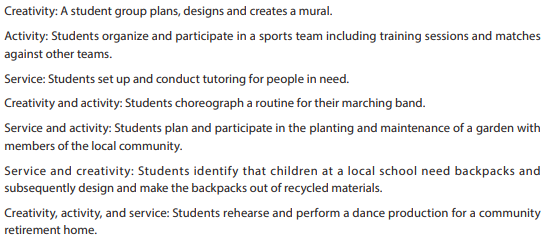 Creativity: A student group plans, designs and creates a mural.
Activity: Students organize and participate in a sports team including training sessions and matches
against other teams.
Service: Students set up and conduct tutoring for people in need.
Creativity and activity: Students choreograph a routine for their marching band.
Service and activity: Students plan and participate in the planting and maintenance of a garden with
members of the local community.
Service and creativity: Students identify that children at a local school need backpacks and
subsequently design and make the backpacks out of recycled materials.
Creativity, activity, and service: Students rehearse and perform a dance production for a community
retirement home.